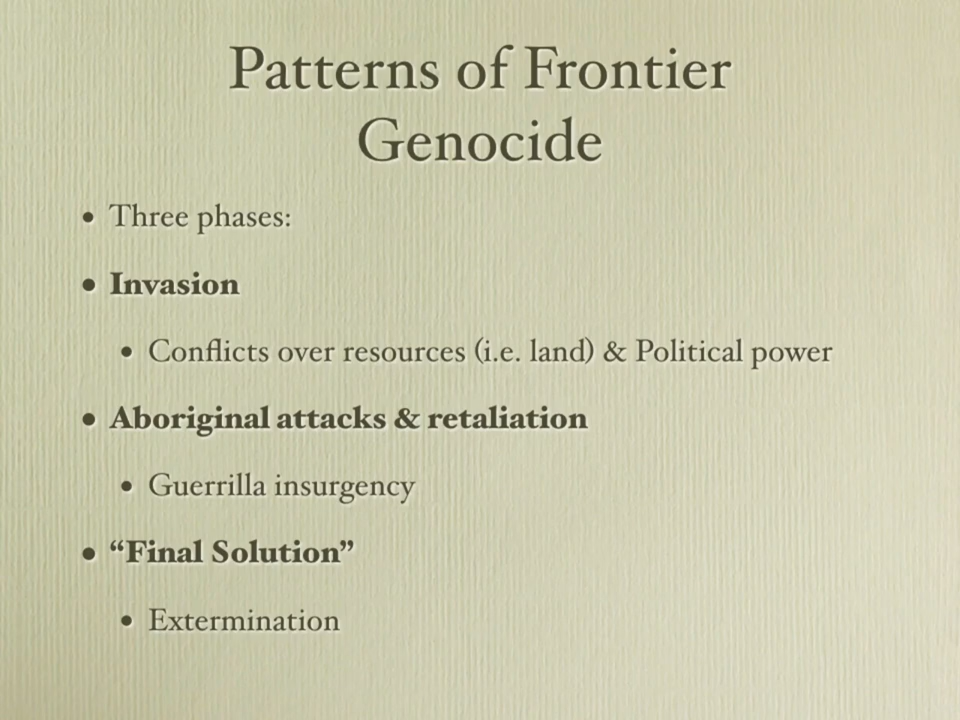 Patterns of Frontier
Genocide
• Three phases:
• Invasion
• Conflicts over resources (i.e. land) & Political power
• Aboriginal attacks & retaliation
• Guerrilla insurgency
• “Final Solution”
• Extermination